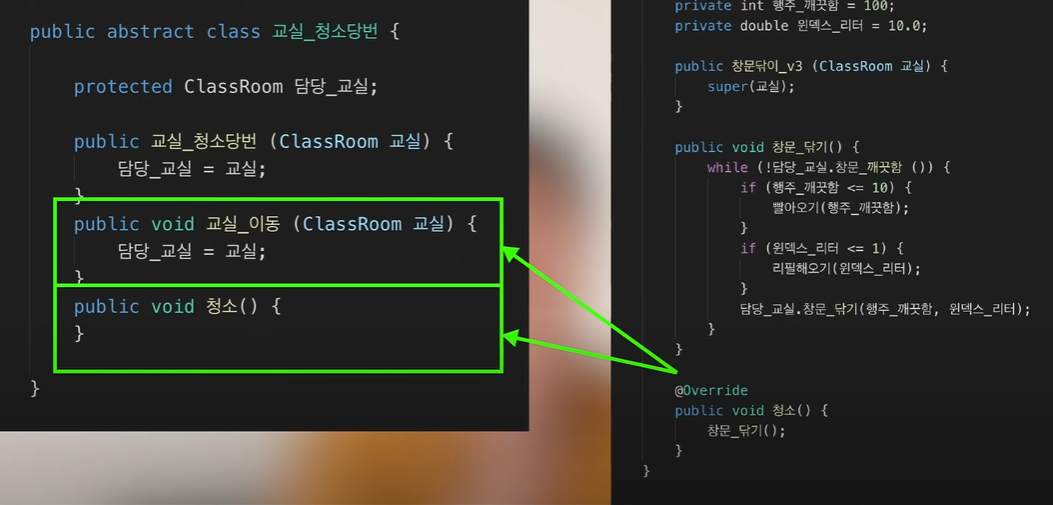 public abstract class 교실_청소당번 {
protected ClassRoom 담당_교실;
public 교실_청소당번 (ClassRoom 교실) {
담당_교실 = 교실;
}
public void 교실_이동 (ClassRoom 교실) {
담당_교실 = 교실;
}
public void 청소() {
}
}
private int 행주_깨끗함 = 100;
private double 윈덱스_리터 = 10.0;
public 창문닦이_v3 (ClassRoom 교실) {
super(교실);
}
public void 창문_닦기() {
while (!담당_교실.창문_깨끗함 ()) {
if (행주_깨끗함 <= 10) {
빨아오기(행주_깨끗함);
}
if (윈덱스_리터 <= 1) {
리필해오기(윈덱스_리터);
}
담당_교실.창문_닦기(행주_깨끗함, 윈덱스_리터);
}
}
@Override
public void 청소() {
창문_닦기();
}
}